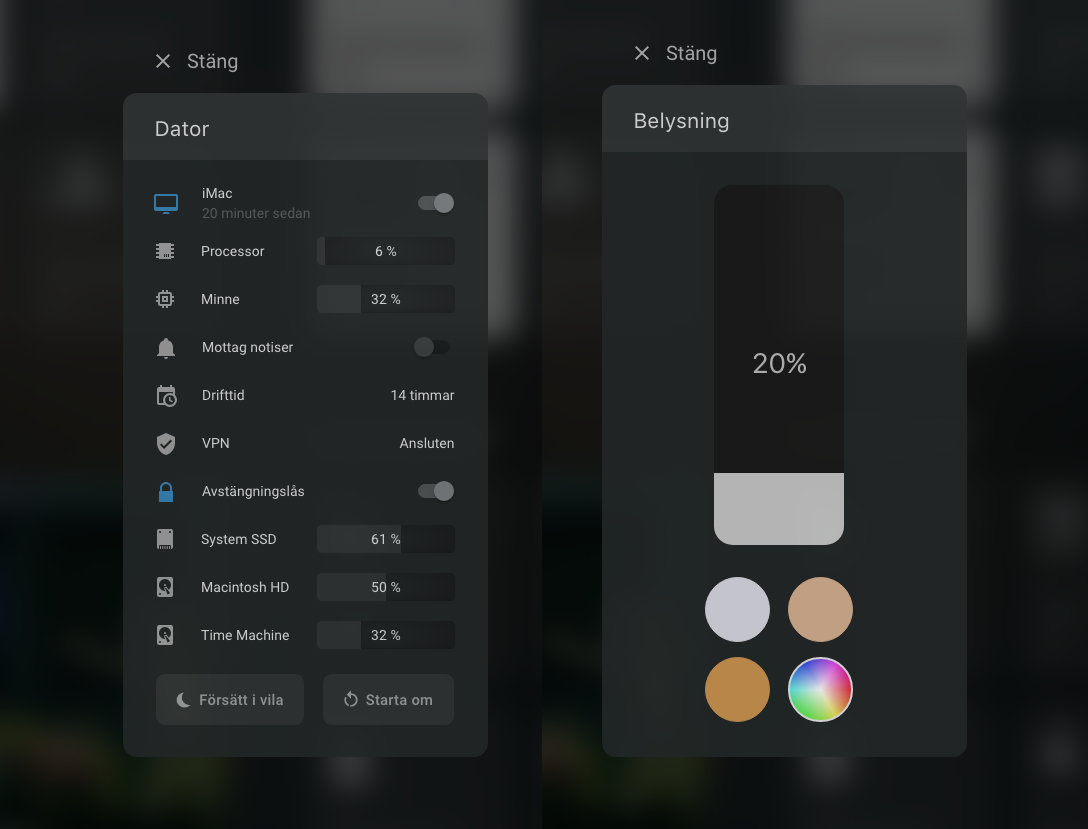 Stäng
Dator
iMac
20 minuter sedan
Processor 6 %
Minne 32 %
Mottag notiser
Drifttid 14 timmar
VPN Ansluten
Avstängningslås
System SSD 61 %
Macintosh HD 50 %
Time Machine 32 %
Försätt i vila Starta om
Stäng
Belysning
20%